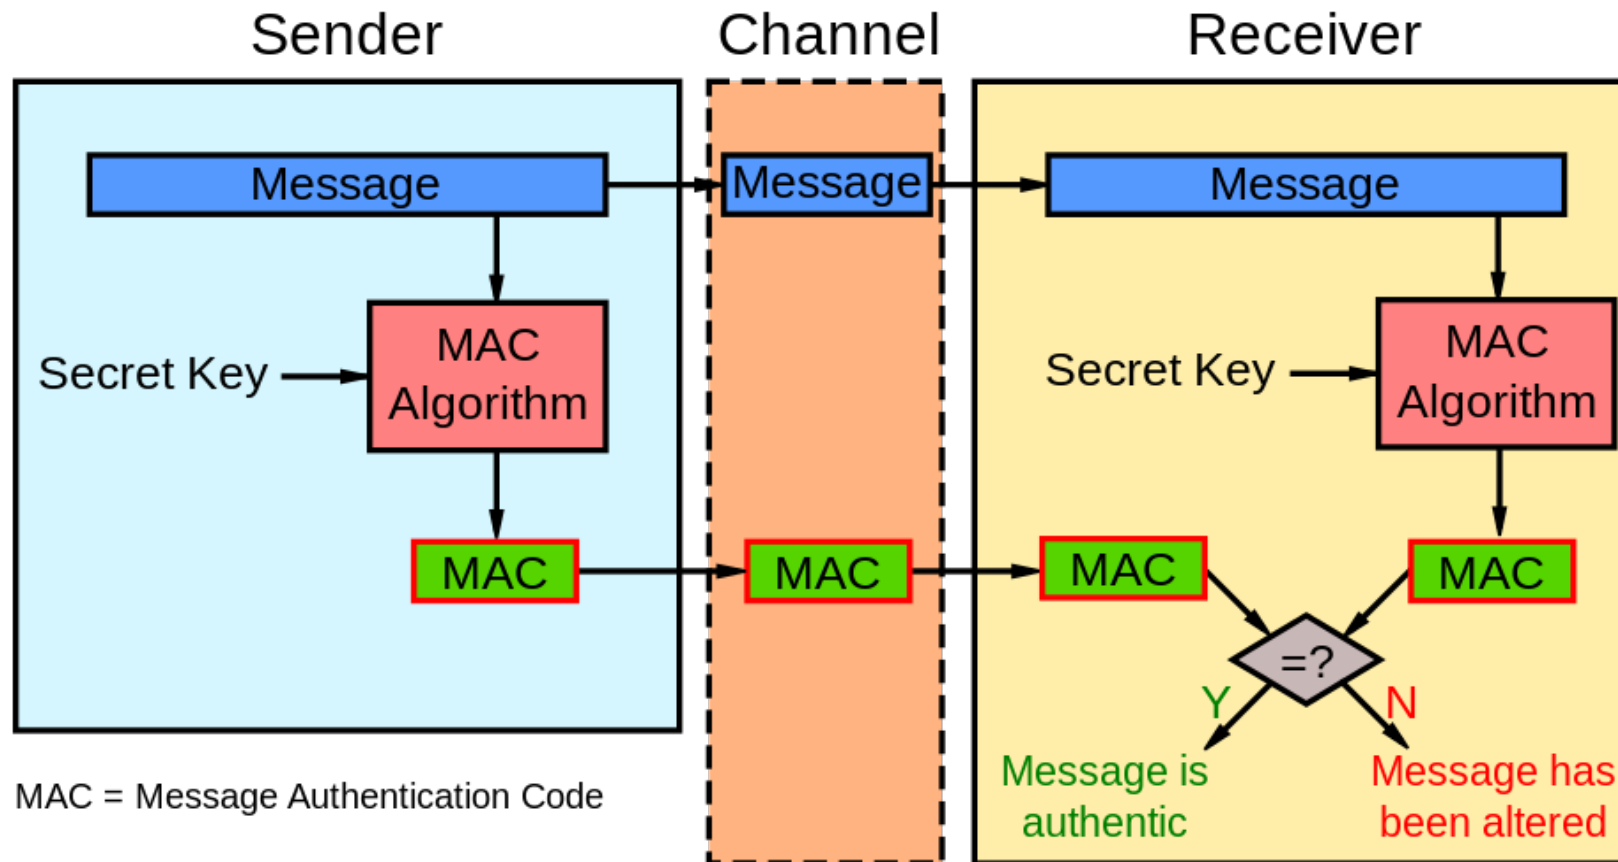 Sender
Channel
Receiver
Message
Message
Message
Secret Key
MAC
Algorithm
Secret Key
MAC
Algorithm
MAC
MAC
MAC
MAC
=?
Y
N
Message is
authentic
Message has
been altered
MAC = Message Authentication Code